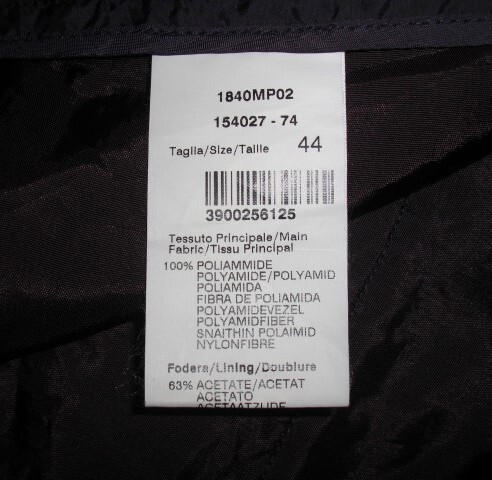 1840MP02
154027 - 74
Taglia/Size/Taille 44
3900256125
Tessuto Principale/Main
Fabric/Tissu Principal
100% POLIAMMIDE
POLYAMIDE/POLYAMID
POLIAMIDA
FIBRA DE POLIAMIDA
POLYAMIDEVEZEL
POLYAMIDFIBER
SNAITHIN POLAIMID
NYLONFIBRE
Fodera/Lining/Doublure
63% ACETATE/ACETAT
ACETATO
ACETAATZIJDE